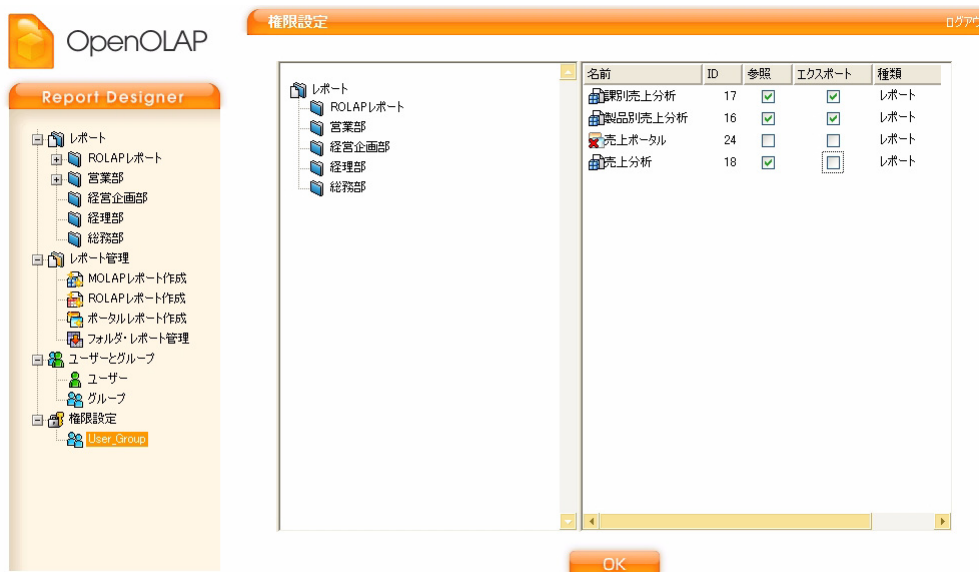 OpenOLAP
Report Designer
レポート
ROLAPレポート
営業部
経営企画部
経理部
総務部
レポート管理
MOLAPレポート作成
ROLAPレポート作成
ポータルレポート作成
フォルダ・レポート管理
ユーザーとグループ
ユーザー
グループ
権限設定
User_Group
権限設定
ログアウ
レポート
ROLAPレポート
営業部
経営企画部
経理部
総務部
名前 ID 参照 エクスポート 種類
課別売上分析 17 レポート
製品別売上分析 16 レポート
売上ポータル 24 レポート
売上分析 18 レポート
OK